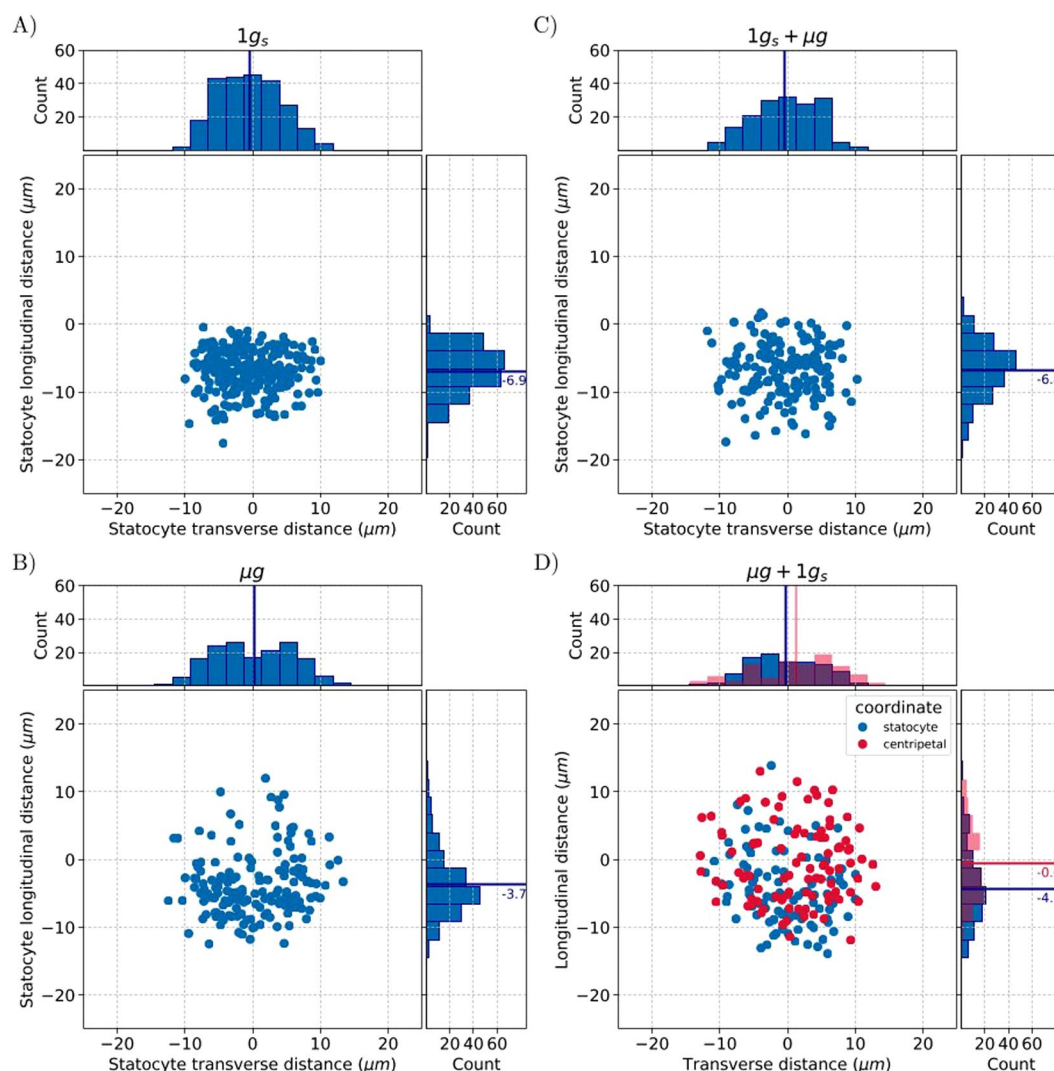 A)
1g_s
60
40
20
Count
20
10
0
−10
−20
Statocyte longitudinal distance (μm)
-6.9
−20 −10 0 10 20
20 40 60
Statocyte transverse distance (μm)
Count
C)
1g_s + μg
60
40
20
Count
20
10
0
−10
−20
Statocyte longitudinal distance (μm)
-6.
−20 −10 0 10 20
20 40 60
Statocyte transverse distance (μm)
Count
B)
μg
60
40
20
0
Count
20
10
0
−10
−20
Statocyte longitudinal distance (μm)
-3.7
−20 −10 0 10 20
20 40 60
Statocyte transverse distance (μm)
Count
D)
μg + 1g_s
60
40
20
0
Count
coordinate
statocyte
centripetal
20
10
0
−10
−20
Longitudinal distance (μm)
-0.
-4.
−20 −10 0 10 20
20 40 60
Transverse distance (μm)
Count